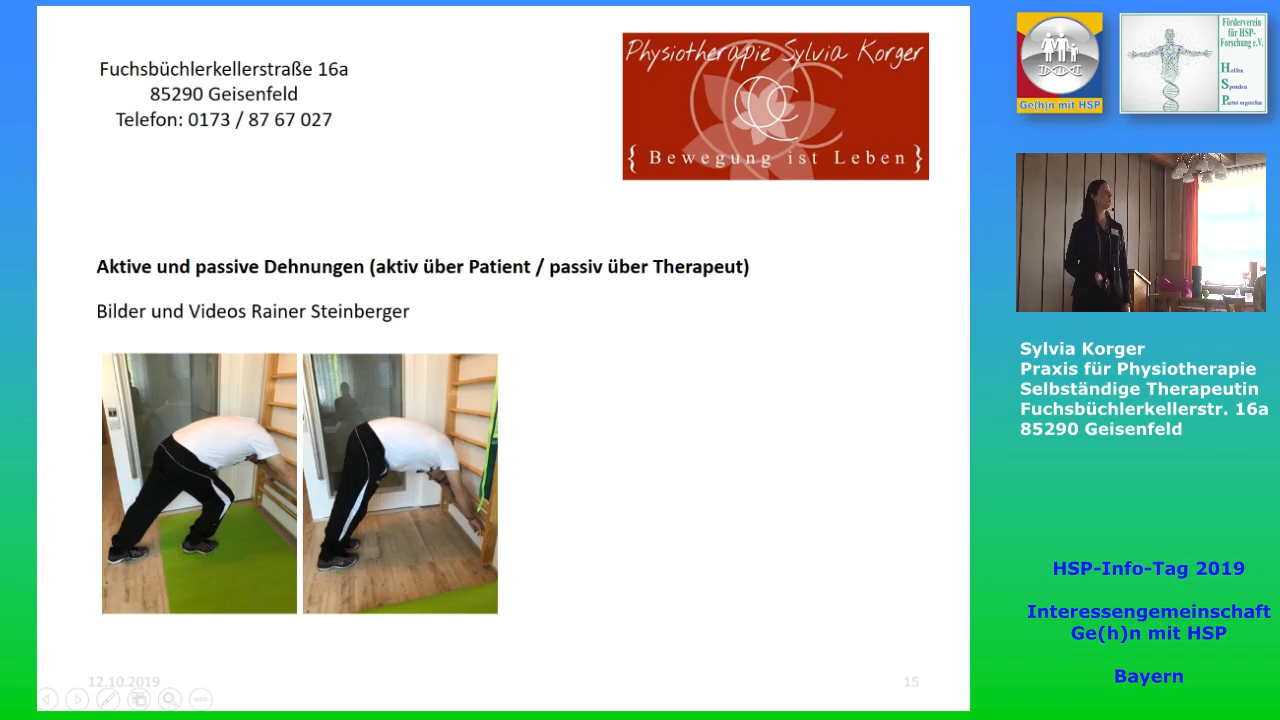 Fuchsbüchlerkellerstraße 16a
85290 Geisenfeld
Telefon: 0173 / 87 67 027
Physiotherapie Sylvia Korger
{ Bewegung ist Leben }
Aktive und passive Dehnungen (aktiv über Patient / passiv über Therapeut)
Bilder und Videos Rainer Steinberger
12.10.2019
15
Ge(h)n mit HSP
Förderverein
für HSP-
Forschung e.V.
Helfen
Spenden
Partei ergreifen
Sylvia Korger
Praxis für Physiotherapie
Selbständige Therapeutin
Fuchsbüchlerkellerstr. 16a
85290 Geisenfeld
HSP-Info-Tag 2019
Interessengemeinschaft
Ge(h)n mit HSP
Bayern